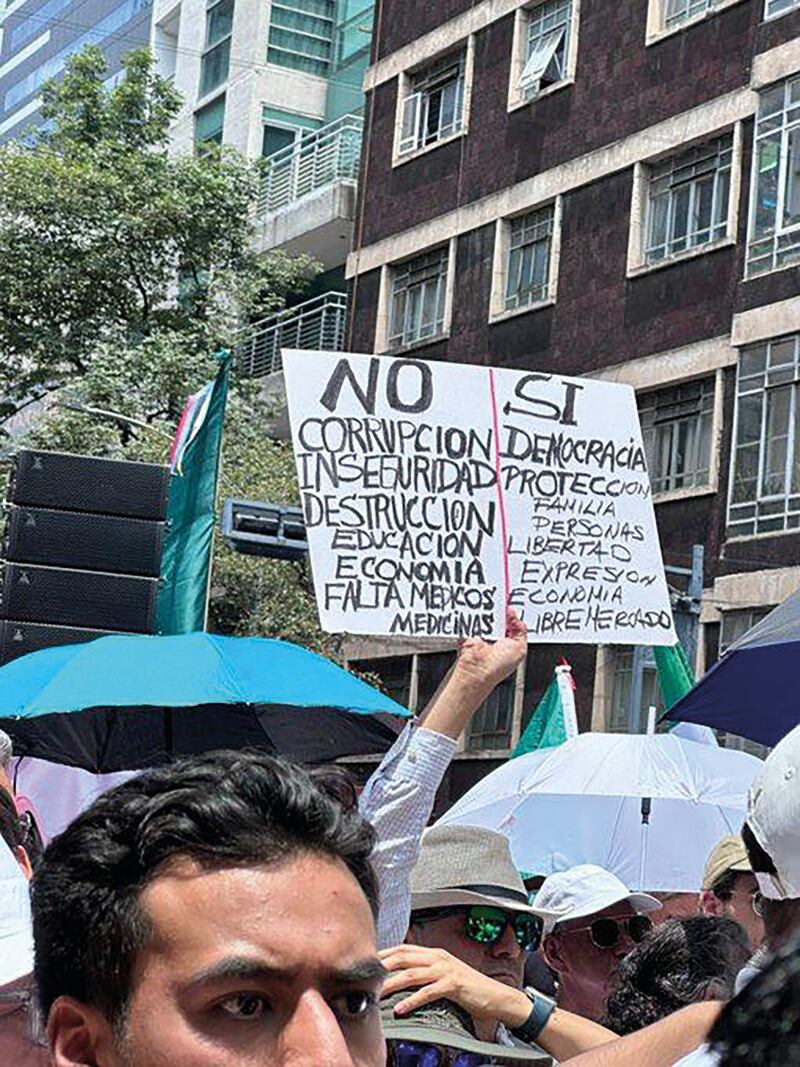 NO
CORRUPCION
INSEGURIDAD
DESTRUCCION
EDUCACION
ECONOMIA
FALTA MEDICOS
MEDICINAS
SI
DEMOCRACIA
PROTECCION
FAMILIA
PERSONAS
LIBERTAD
EXPRESION
ECONOMIA
LIBRE MERCADO